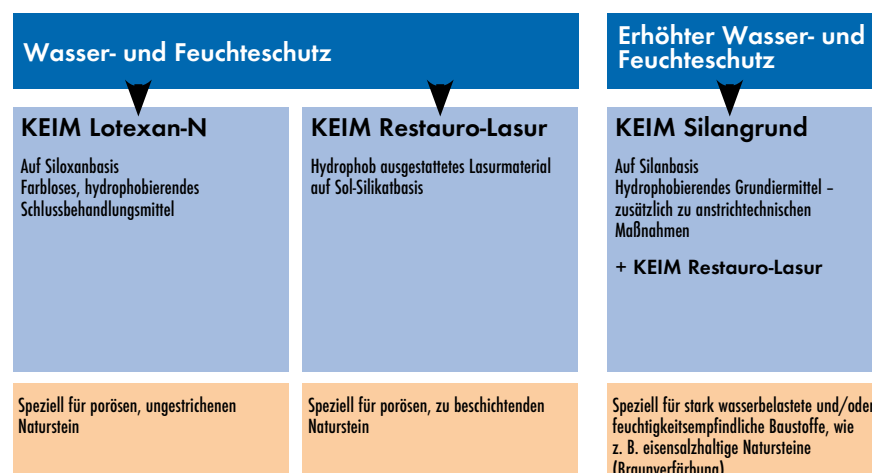 Wasser- und Feuchteschutz
Erhöhter Wasser- und
Feuchteschutz
KEIM Lotexan-N
Auf Siloxanbasis
Farbloses, hydrophobierendes
Schlussbehandlungsmittel
KEIM Restauro-Lasur
Hydrophob ausgestattetes Lasurmaterial
auf Sol-Silikatbasis
KEIM Silangrund
Auf Silanbasis
Hydrophobierendes Grundiermittel –
zusätzlich zu anstrichtechnischen
Maßnahmen
+ KEIM Restauro-Lasur
Speziell für porösen, ungestrichenen
Naturstein
Speziell für porösen, zu beschichtenden
Naturstein
Speziell für stark wasserbelastete und/oder
feuchtigkeitsempfindliche Baustoffe, wie
z. B. eisensalzhaltige Natursteine
(Braunverfärbung)